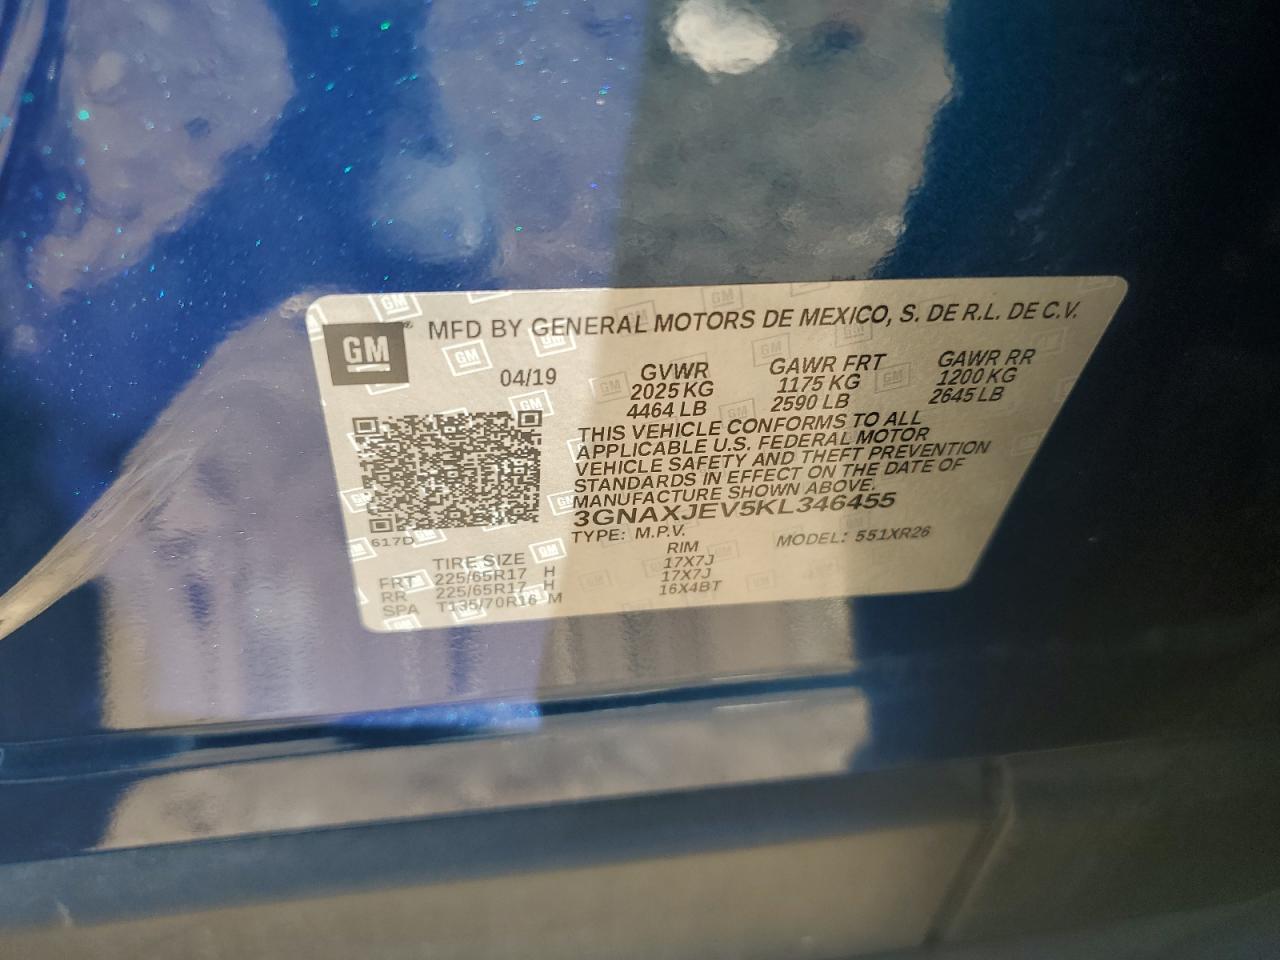 GM
MFD BY GENERAL MOTORS DE MEXICO, S. DE R.L. DE C.V.
04/19
GVWR GAWR FRT GAWR RR
2025 KG 1175 KG 1200 KG
4464 LB 2590 LB 2645 LB
THIS VEHICLE CONFORMS TO ALL
APPLICABLE U.S. FEDERAL MOTOR
VEHICLE SAFETY AND THEFT PREVENTION
STANDARDS IN EFFECT ON THE DATE OF
MANUFACTURE SHOWN ABOVE.
3GNAXJEV5KL346455
617D
TYPE: M.P.V. MODEL: 551XR26
TIRE SIZE RIM
FRT 225/65R17 H 17X7J
RR 225/65R17 H 17X7J
SPA T135/70R16 M 16X4BT